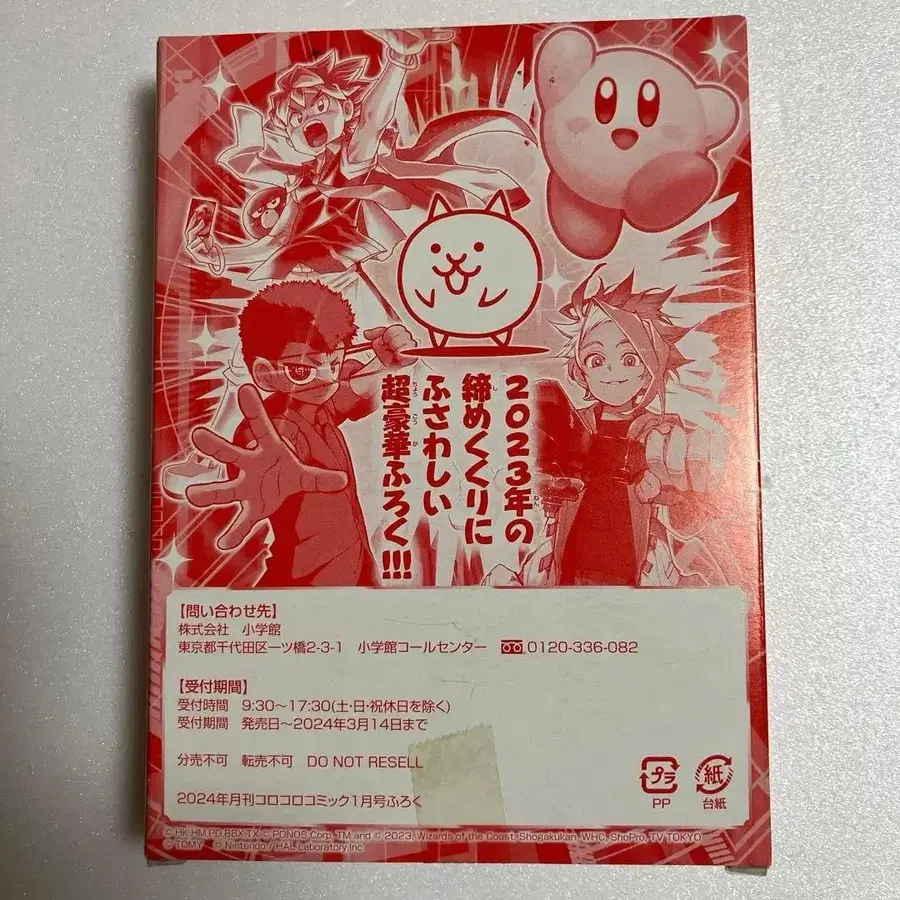 2023年の
締めくくりに
ふさわしい
超豪華ふろく!!!
【問い合わせ先】
株式会社 小学館
東京都千代田区一ツ橋2-3-1 小学館コールセンター 0120-336-082
【受付期間】
受付時間 9:30～17:30(土・日・祝休日を除く)
受付期間 発売日～2024年3月14日まで
分売不可 転売不可 DO NOT RESELL
2024年月刊コロコロコミック1月号ふろく
プラ
PP
紙
台紙
© HK,HM,PD,BBX,TX © PONOS Corp. TM and © 2023, Wizards of the Coast, Shogakukan, WHC, ShoPro, TV TOKYO
© TOMY © Nintendo / HAL Laboratory, Inc